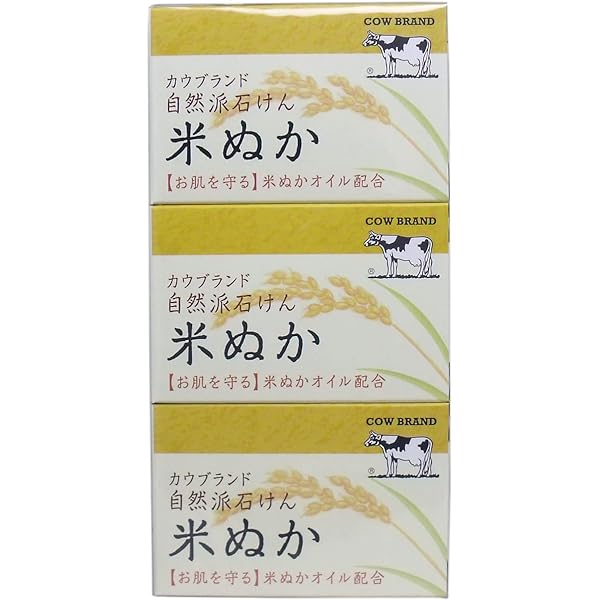 COW BRAND
®
カウブランド
自然派石けん
米ぬか
【お肌を守る】米ぬかオイル配合
COW BRAND
®
カウブランド
自然派石けん
米ぬか
【お肌を守る】米ぬかオイル配合
COW BRAND
®
カウブランド
自然派石けん
米ぬか
【お肌を守る】米ぬかオイル配合